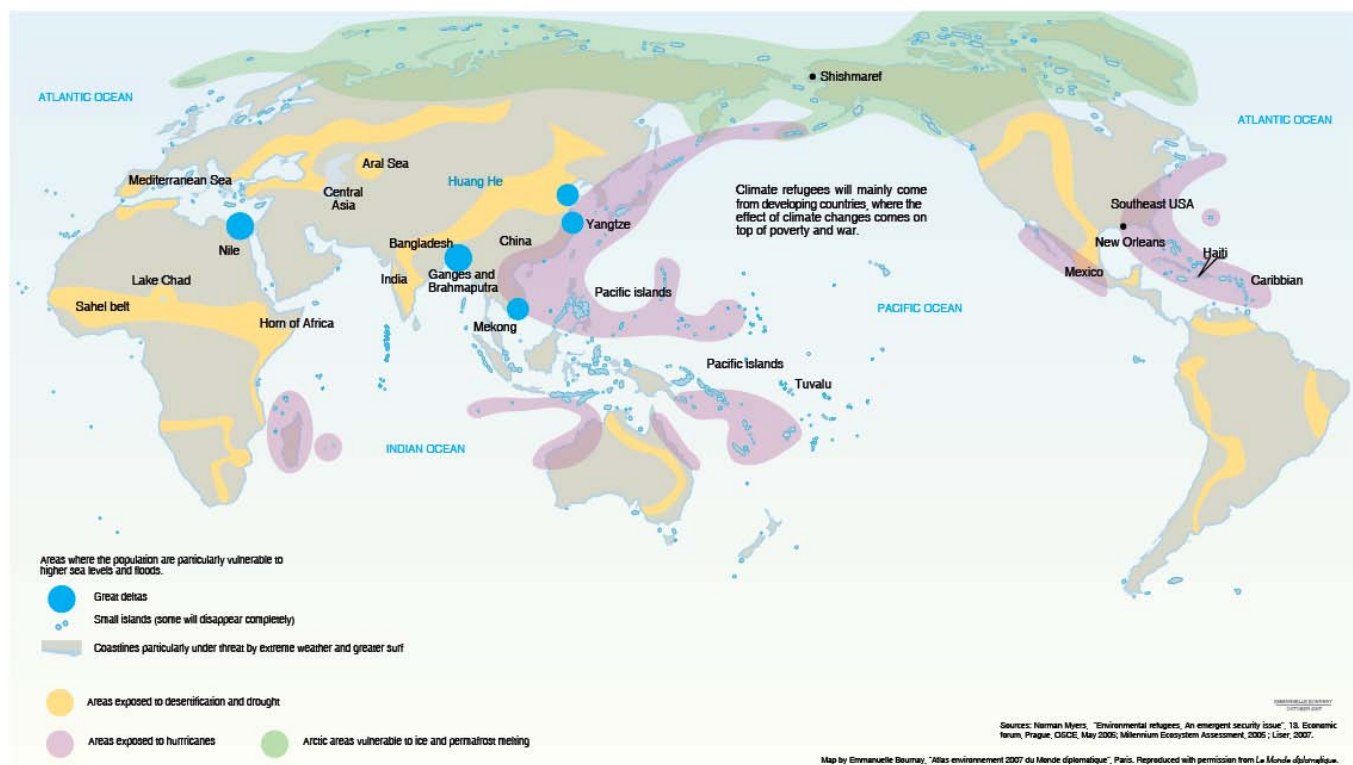 ATLANTIC OCEAN
Shishmaref
ATLANTIC OCEAN
Mediterranean Sea
Aral Sea
Central
Asia
Huang He
Climate refugees will mainly come
from developing countries, where the
effect of climate changes comes on
top of poverty and war.
Southeast USA
Nile
Bangladesh
China
Yangtze
New Orleans
Haiti
Lake Chad
India
Ganges and
Brahmaputra
Pacific islands
Mexico
Caribbian
Sahel belt
Horn of Africa
Mekong
PACIFIC OCEAN
Pacific islands
Tuvalu
INDIAN OCEAN
Areas where the population are particularly vulnerable to
higher sea levels and floods.
Great deltas
Small islands (some will disappear completely)
Coastlines particularly under threat by extreme weather and greater surf
Areas exposed to desertification and drought
Areas exposed to hurrricanes
Arctic areas vulnerable to ice and permafrost melting
EMMANUELLE BOURNAY
OCTOBER 2007
Sources: Norman Myers, "Environmental refugees, An emergent security issue", 13. Economic
forum, Prague, OSCE, May 2005; Millennium Ecosystem Assessment, 2005 ; Liser, 2007.
Map by Emmanuelle Bournay, "Atlas environnement 2007 du Monde diplomatique", Paris. Reproduced with permission from Le Monde diplomatique.